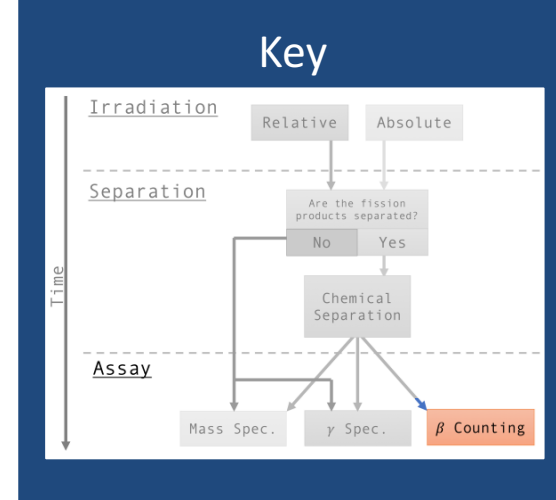 Key
Irradiation
Relative
Absolute
Separation
Are the fission
products separated?
No
Yes
Time
Chemical
Separation
Assay
Mass Spec.
γ Spec.
β Counting